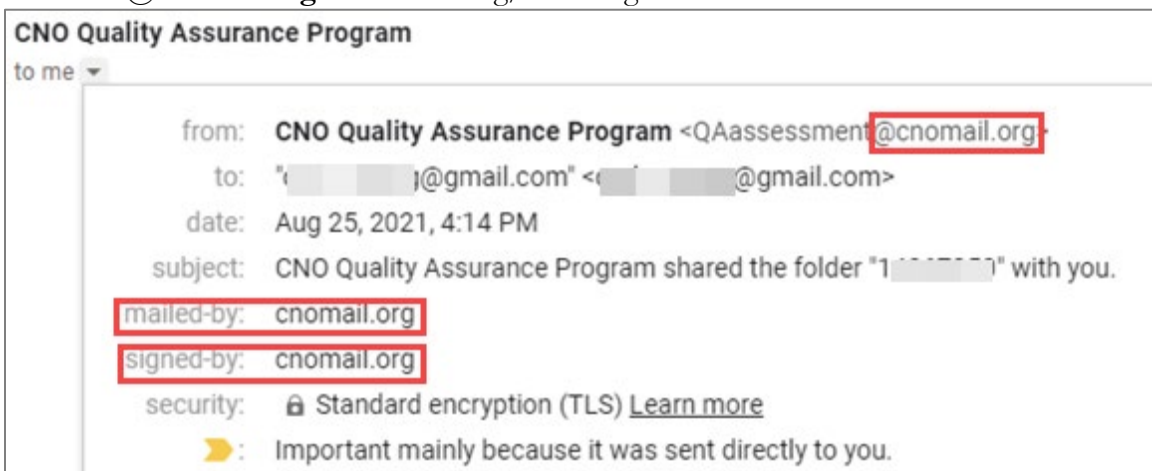 CNO Quality Assurance Program
to me
from: CNO Quality Assurance Program <QAassessment@cnomail.org>
to: @gmail.com" < @gmail.com>
date: Aug 25, 2021, 4:14 PM
subject: CNO Quality Assurance Program shared the folder "1 " with you.
mailed-by: cnomail.org
signed-by: cnomail.org
security: Standard encryption (TLS) Learn more
: Important mainly because it was sent directly to you.